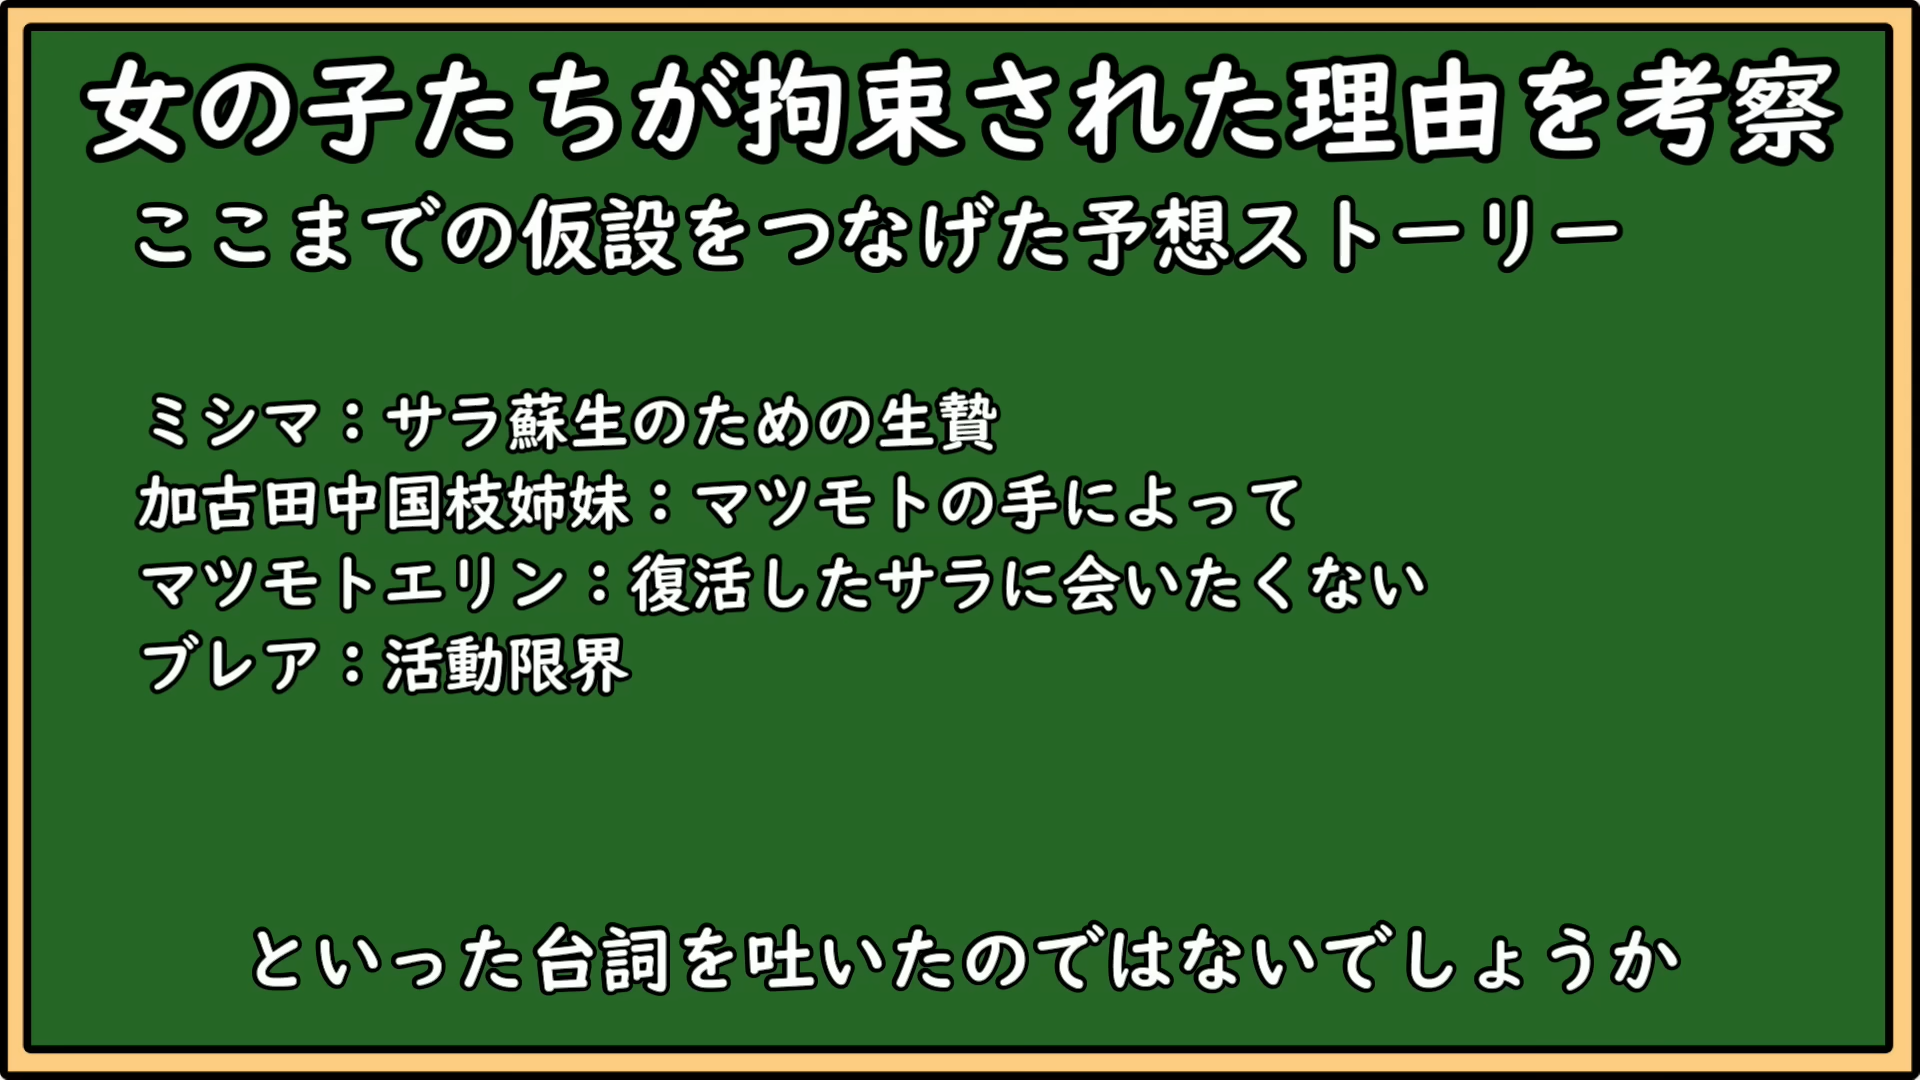 女の子たちが拘束された理由を考察
ここまでの仮設をつなげた予想ストーリー
ミシマ：サラ蘇生のための生贄
加古田中国枝姉妹：マツモトの手によって
マツモトエリン：復活したサラに会いたくない
ブレア：活動限界
といった台詞を吐いたのではないでしょうか